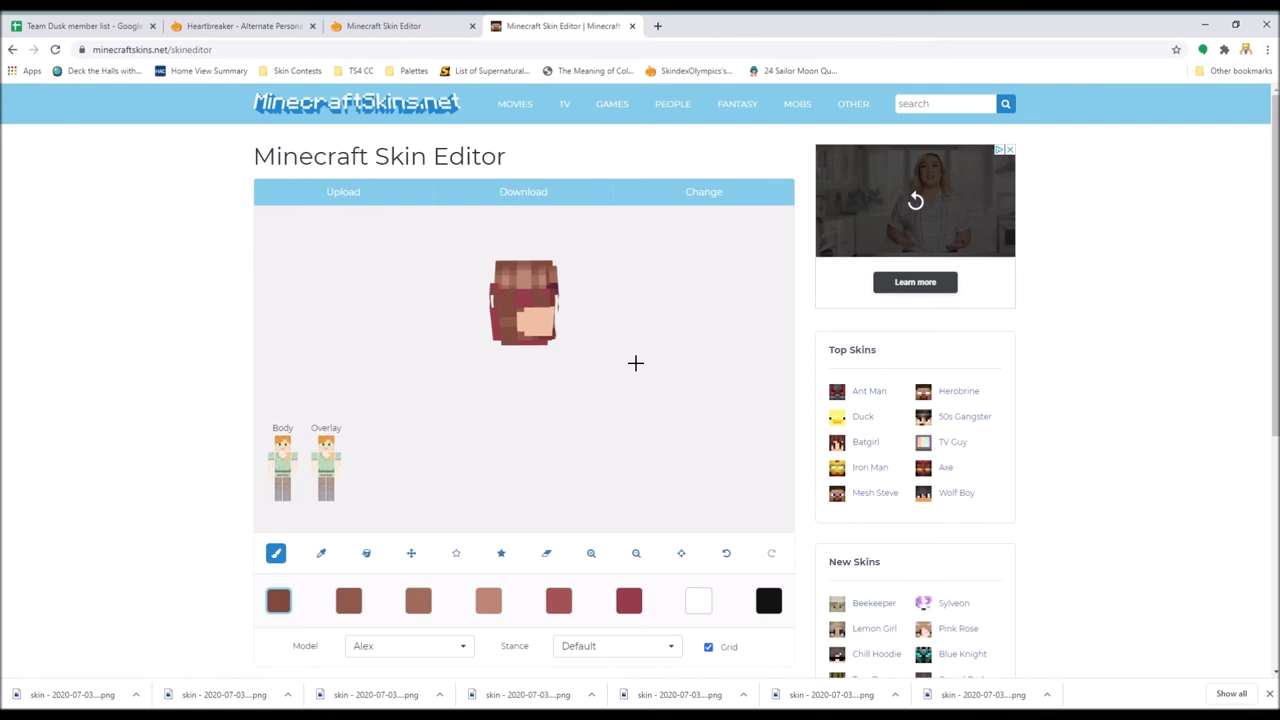 Team Dusk member list - Google
Heartbreaker - Alternate Persona
Minecraft Skin Editor
Minecraft Skin Editor | Minecraft
minecraftskins.net/skineditor
Apps
Deck the Halls with...
Home View Summary
Skin Contests
TS4 CC
Palettes
List of Supernatural...
The Meaning of Col...
SkindexOlympics's...
24 Sailor Moon Qu...
Other bookmarks
MinecraftSkins.net
MOVIES
TV
GAMES
PEOPLE
FANTASY
MOBS
OTHER
search
Minecraft Skin Editor
Upload
Download
Change
Learn more
Body
Overlay
Top Skins
Ant Man
Herobrine
Duck
50s Gangster
Batgirl
TV Guy
Iron Man
Axe
Mesh Steve
Wolf Boy
New Skins
Beekeeper
Sylveon
Lemon Girl
Pink Rose
Chill Hoodie
Blue Knight
Model
Alex
Stance
Default
Grid
skin - 2020-07-03....png
skin - 2020-07-03....png
skin - 2020-07-03....png
skin - 2020-07-03....png
skin - 2020-07-03....png
skin - 2020-07-03....png
skin - 2020-07-03....png
Show all